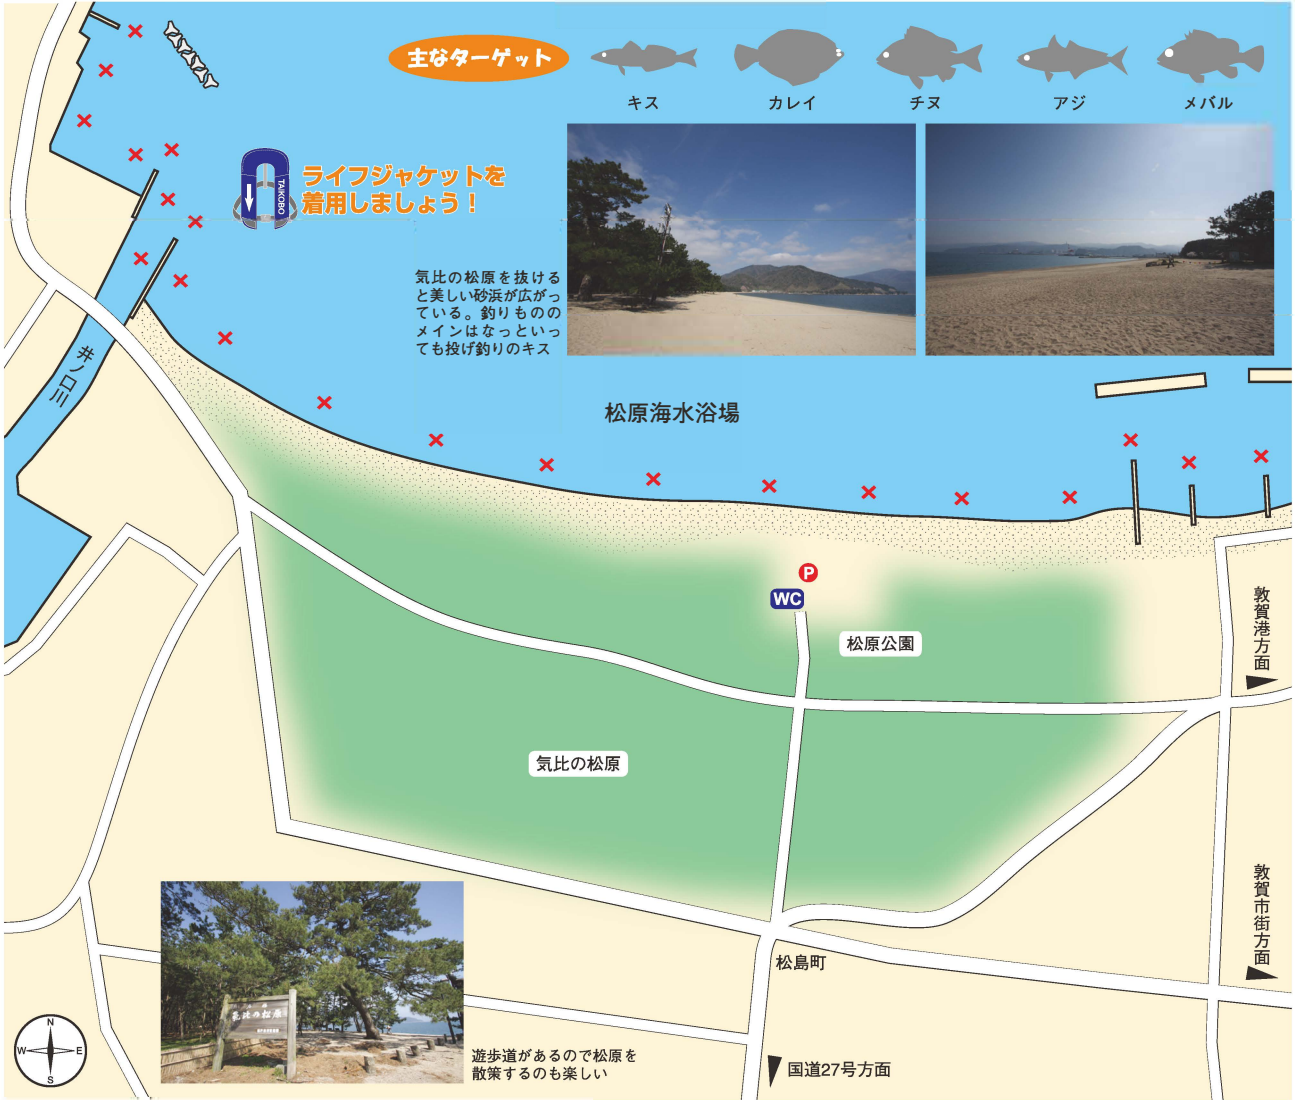 主なターゲット
キス
カレイ
チヌ
アジ
メバル
TAIKOBO
ライフジャケットを
着用しましょう！
気比の松原を抜ける
と美しい砂浜が広がっ
ている。釣りものの
メインはなっといっ
ても投げ釣りのキス
井ノ口川
松原海水浴場
P
WC
松原公園
気比の松原
敦賀港方面
敦賀市街方面
松島町
国道27号方面
気比の松原
遊歩道があるので松原を
散策するのも楽しい
N
W
E
S